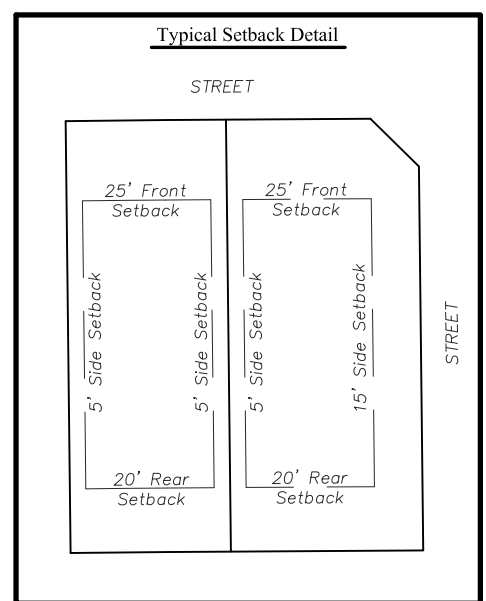 Typical Setback Detail
STREET
25' Front
Setback
25' Front
Setback
5' Side Setback
5' Side Setback
5' Side Setback
15' Side Setback
STREET
20' Rear
Setback
20' Rear
Setback